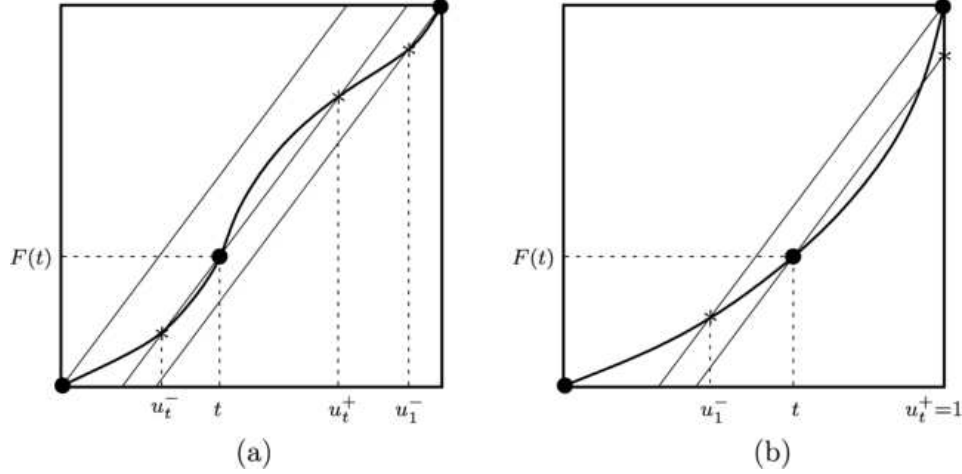 F(t) F(t)
u_t^- t u_t^+ u_1^- u_1^- t u_t^+=1
(a) (b)